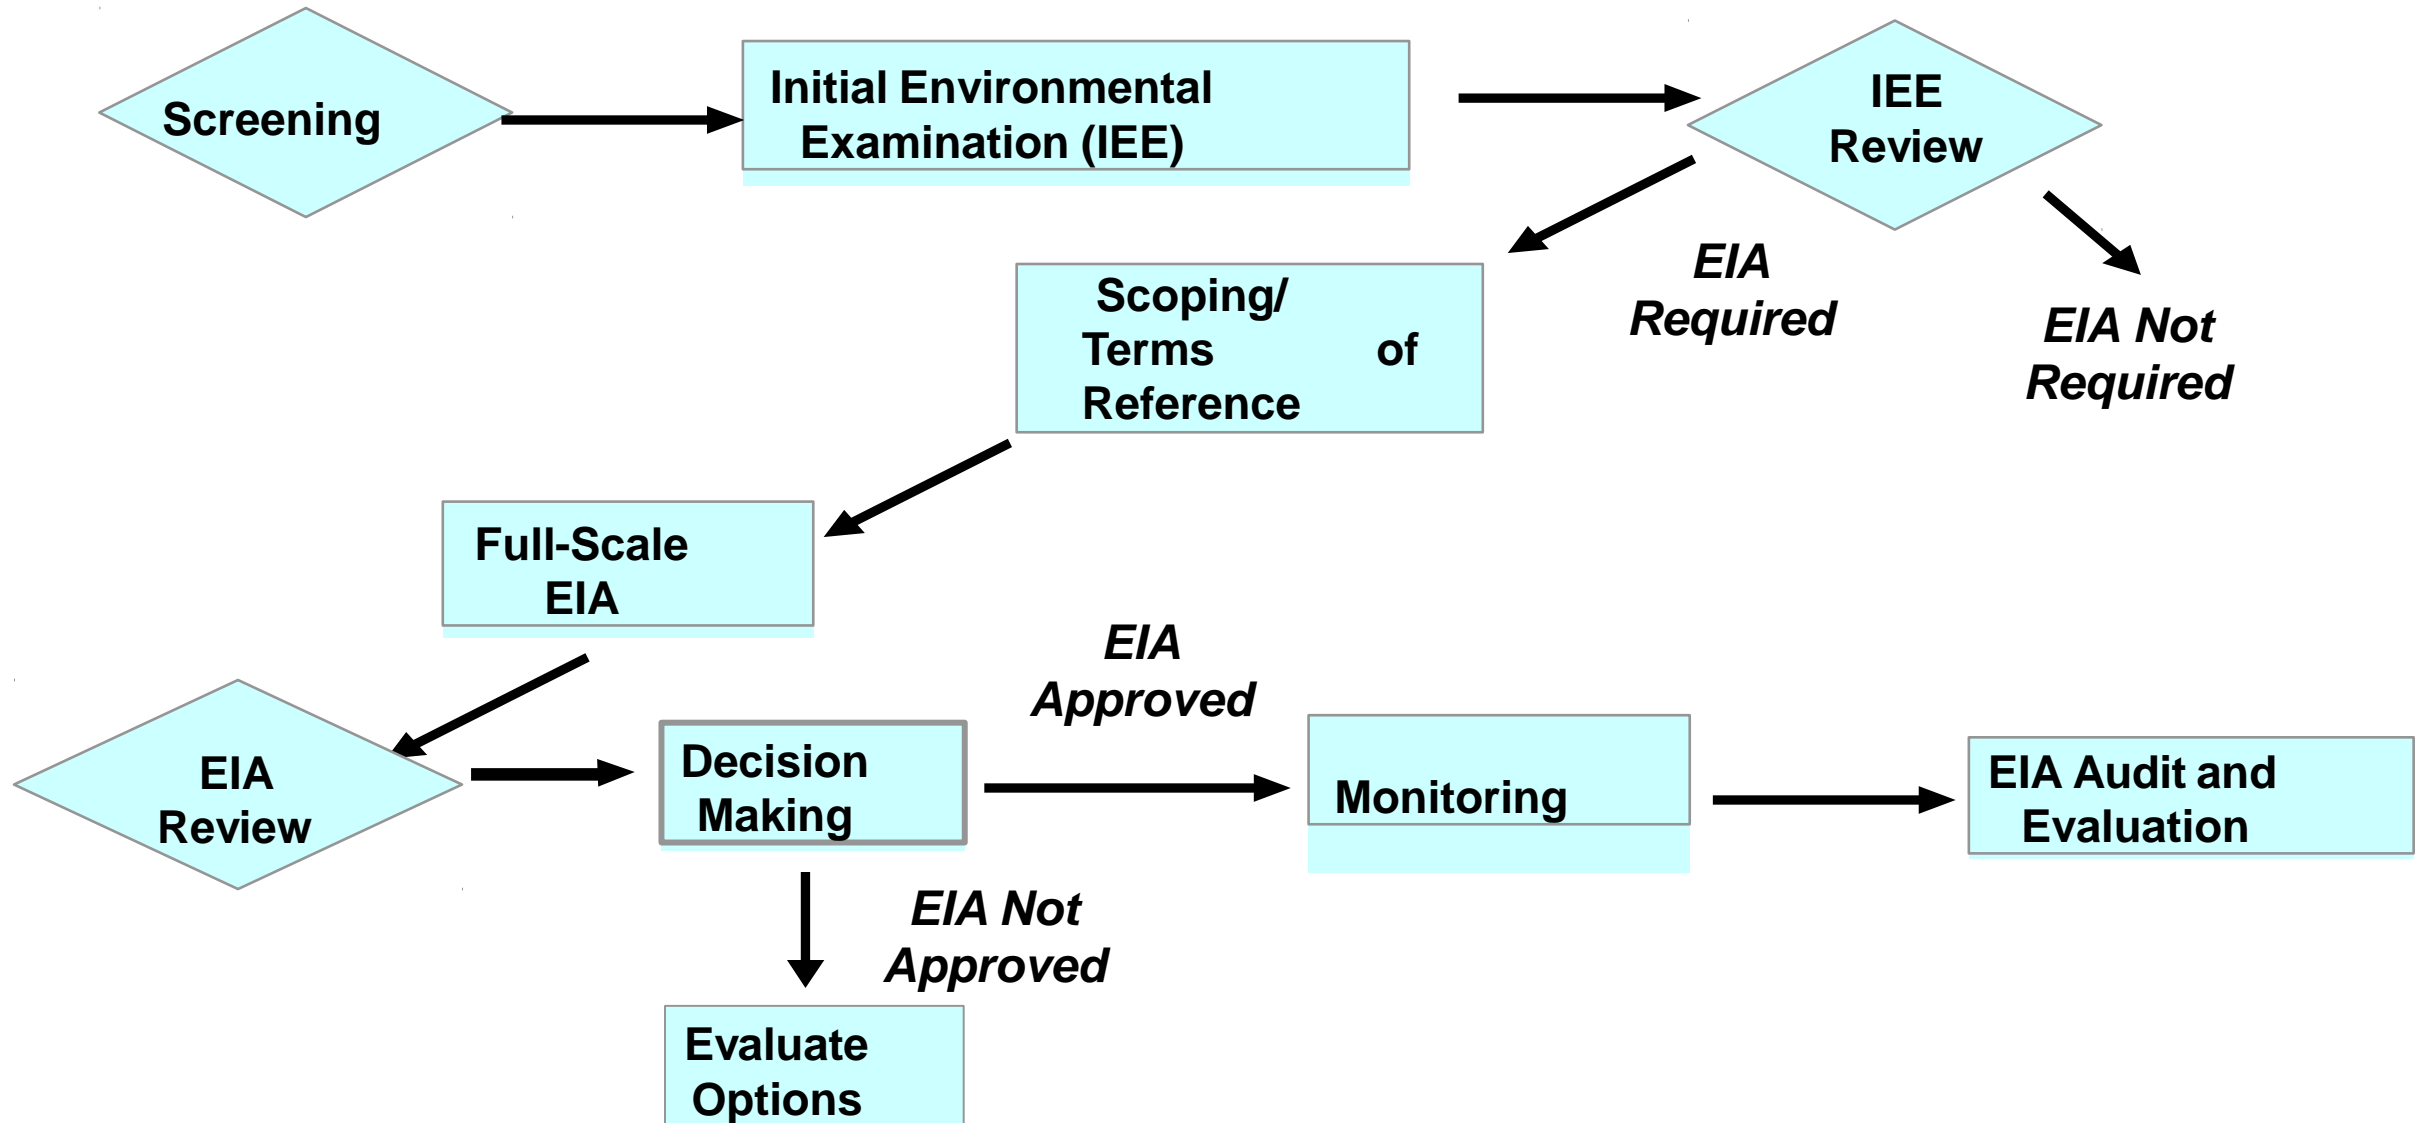 Screening
Initial Environmental
Examination (IEE)
IEE
Review
EIA
Required
EIA Not
Required
Scoping/
Terms of
Reference
Full-Scale
EIA
EIA
Review
Decision
Making
EIA
Approved
Monitoring
EIA Audit and
Evaluation
EIA Not
Approved
Evaluate
Options